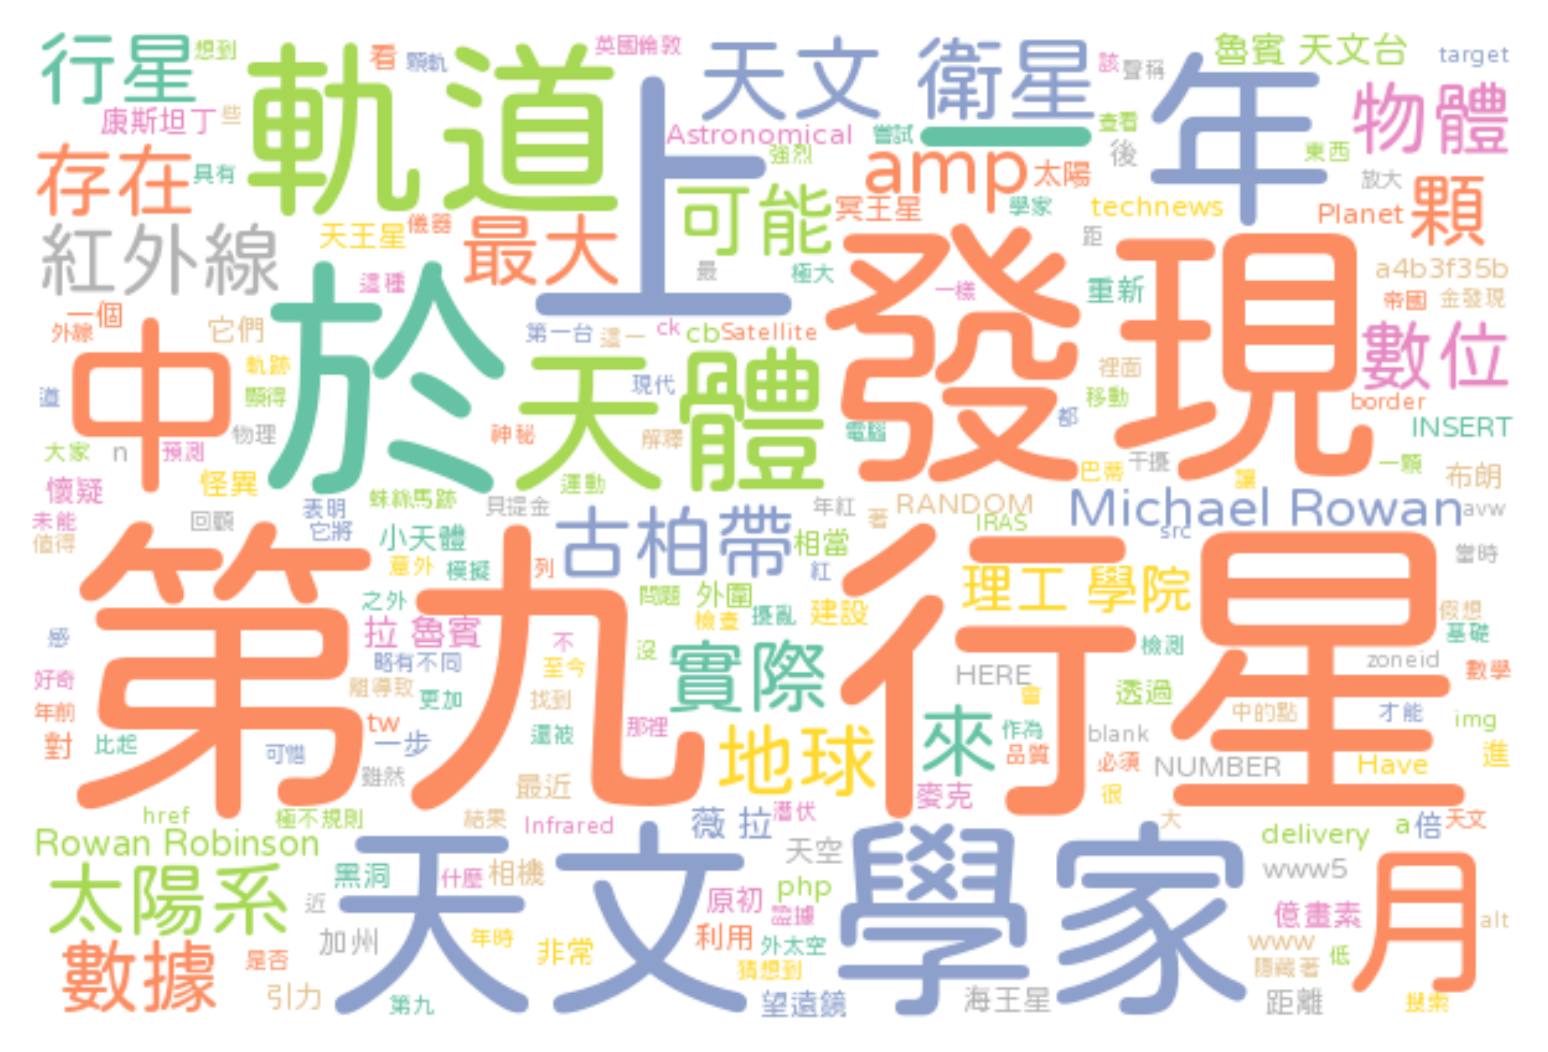 行星 想到 軌道 看 顆軌 英國倫敦 天文 衛星 該 聲稱 魯賓 天文台 target
康斯坦丁 些 上 Astronomical 嘗試 一 查看 年 物體
存在 具有 強烈 amp 太陽 後 東西 放大 顆
紅外線 天王星 儀器 最大 可能 冥王星 學家 technews Planet
這種 最 極大 發現 一樣 距 重新 a4b3f35b
外線 一個 它們 於 第一台 這一 ck cb Satellite 帝國 金發現
中 軌跡 天體 現代 裡面 數位
道 顯得 移動 border
大家 n 預測 物理 神秘 解釋 電腦 都 INSERT
懷疑 怪異 運動 巴蒂 干擾 讓 一顆 布朗
未能 回顧 表明 蛛絲馬跡 貝提金 年紅 著 RANDOM Michael Rowan avw
值得 它將 小天體 古柏帶 相當 IRAS src 當時
第九行星 意外 模擬 列 紅 理工 學院
之外 問題 外圍 檢查 擾亂 建設 假想
感 拉 魯賓 不 沒 實際 檢測 基礎
好奇 略有不同 至今 HERE zoneid 數學
年前 離導致 更加 找到 會 透過 中的點 才能 img
對 比起 tw 可惜 一步 還被 那裡 地球 來 作為 品質 blank 必須 NUMBER Have 進
雖然 最近 麥克 很
href 極不規則 結果 Infrared 薇 拉 潛伏 大 a 倍 天文
Rowan Robinson 天文學家 天空 delivery
太陽系 黑洞 什麼 相機 原初 php www5 月
近 證據 億畫素 alt
數據 加州 年時 非常 利用 外太空 www
是否 猜想到 隱藏著 低
引力 第九 望遠鏡 海王星 距離 搜索